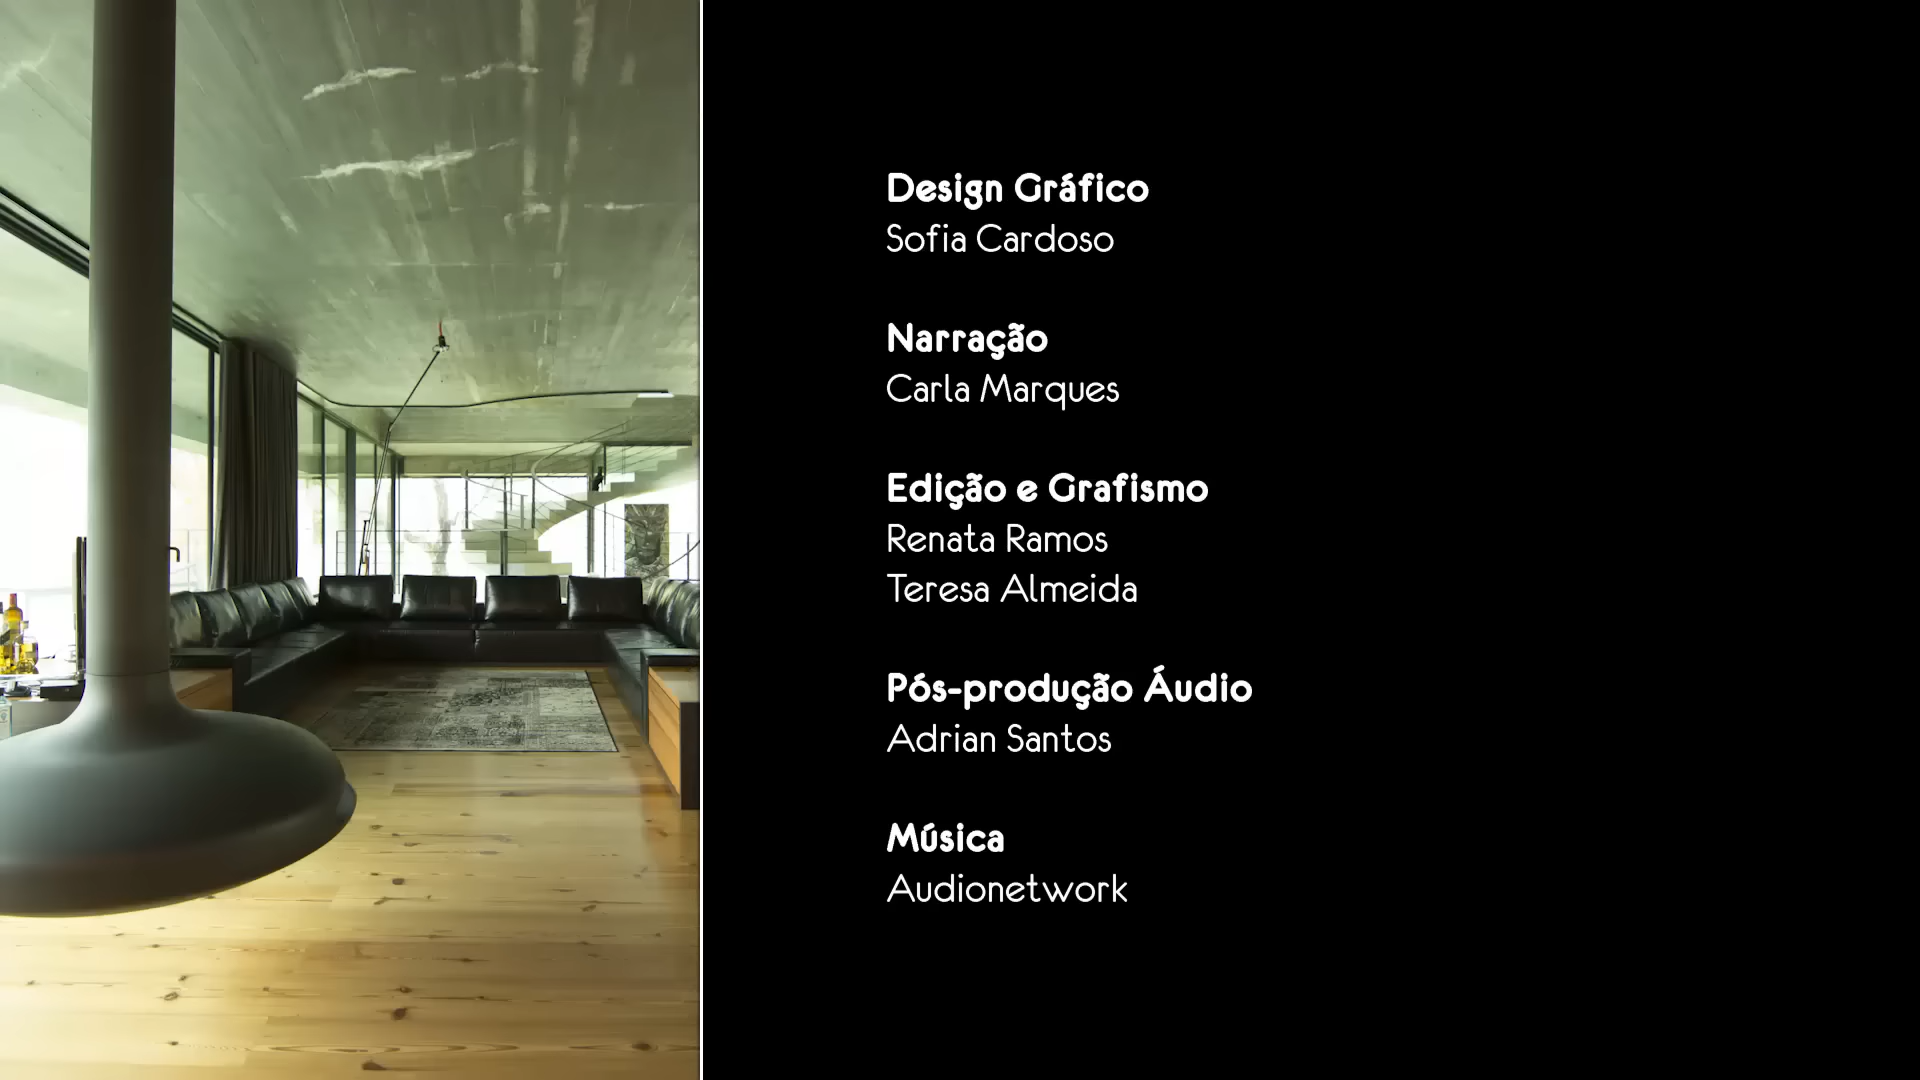 Design Gráfico
Sofia Cardoso
Narração
Carla Marques
Edição e Grafismo
Renata Ramos
Teresa Almeida
Pós-produção Áudio
Adrian Santos
Música
Audionetwork